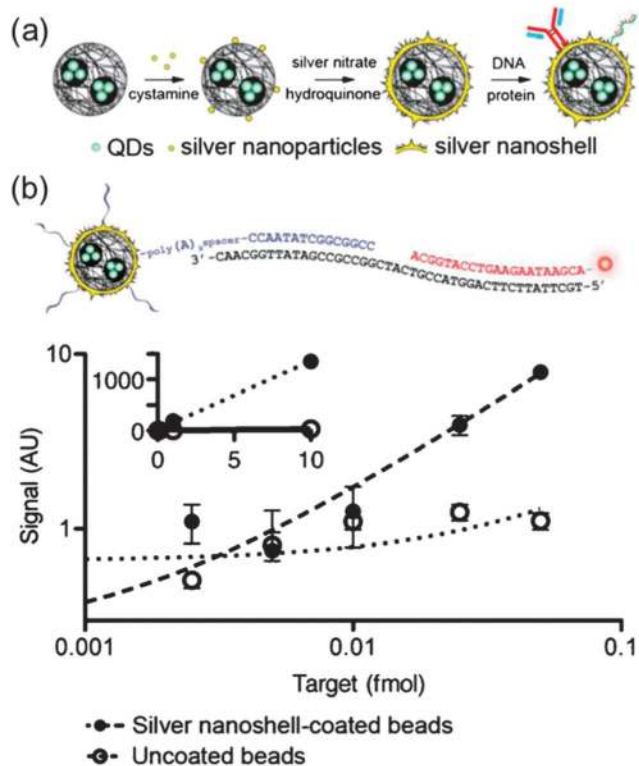 (a)
silver nitrate
DNA
cystamine
hydroquinone
protein
QDs
silver nanoparticles
silver nanoshell
(b)
-poly(A)9spacer-CCAATATCGGCGGCC
ACGGTACCTGAAGAATAAGCA-
3'-CAACGGTTATAGCCGCCGGCTACTGCCATGGACTTCTTATTCGT-5'
10
1000
0
0
5
10
Signal (AU)
1
0.001
0.01
0.1
Target (fmol)
Silver nanoshell-coated beads
Uncoated beads